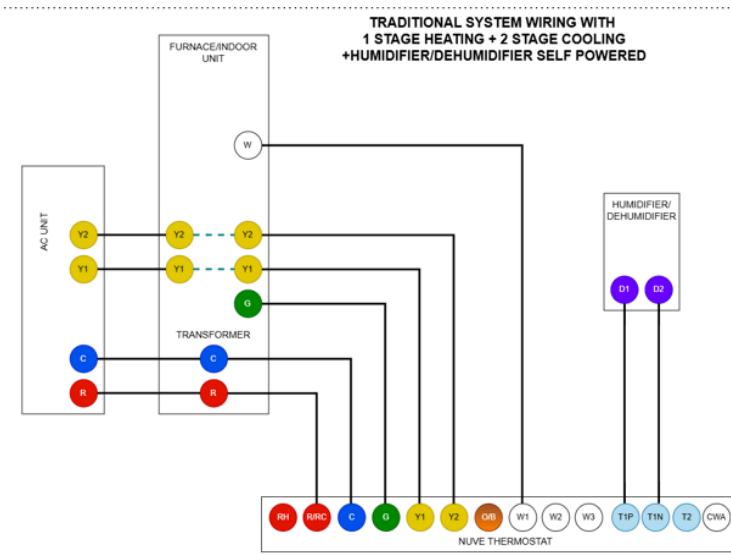 TRADITIONAL SYSTEM WIRING WITH
1 STAGE HEATING + 2 STAGE COOLING
+HUMIDIFIER/DEHUMIDIFIER SELF POWERED
FURNACE/INDOOR
UNIT
W
HUMIDIFIER/
DEHUMIDIFIER
AC UNIT
Y2 Y2 Y2
Y1 Y1 Y1
D1 D2
G
TRANSFORMER
C C
R R
RH R/RC C G Y1 Y2 O/B W1 W2 W3 T1P T1N T2 CWA
NUVE THERMOSTAT